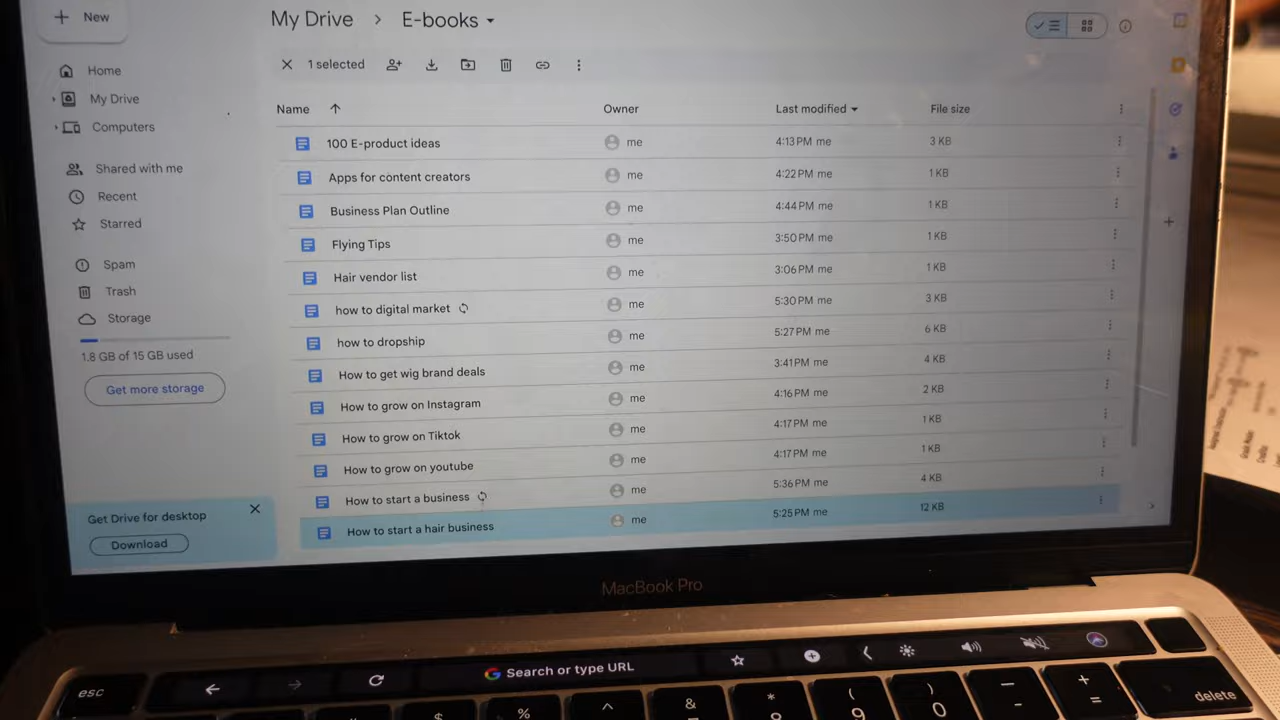 New
My Drive > E-books
1 selected
Home
My Drive
Computers
Shared with me
Recent
Starred
Spam
Trash
Storage
1.8 GB of 15 GB used
Get more storage
Get Drive for desktop
Download
Name Owner Last modified File size
100 E-product ideas me 4:13 PM me 3 KB
Apps for content creators me 4:22 PM me 1 KB
Business Plan Outline me 4:44 PM me 1 KB
Flying Tips me 3:50 PM me 1 KB
Hair vendor list me 3:06 PM me 1 KB
how to digital market me 5:30 PM me 3 KB
how to dropship me 5:27 PM me 6 KB
How to get wig brand deals me 3:41 PM me 4 KB
How to grow on Instagram me 4:16 PM me 2 KB
How to grow on Tiktok me 4:17 PM me 1 KB
How to grow on youtube me 4:17 PM me 1 KB
How to start a business me 5:36 PM me 4 KB
How to start a hair business me 5:25 PM me 12 KB
MacBook Pro
esc
Search or type URL
$ % ^ & * ( 9 ) 0 — - + =
delete